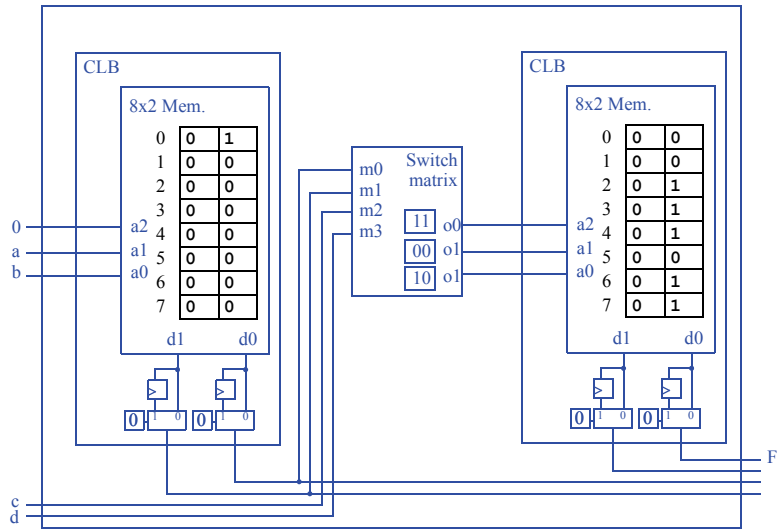 CLB CLB
8x2 Mem. 8x2 Mem.
0 0 1
1 0 0
2 0 0
3 0 0
4 0 0
5 0 0
6 0 0
7 0 0
0 a2
a a1
b a0
d1 d0
1 0 1 0
0 0
m0 Switch
m1 matrix
m2
m3
11 o0
00 o1
10 o1
0 0 0
1 0 0
2 0 1
3 0 1
4 0 1
5 0 0
6 0 1
7 0 1
a2
a1
a0
d1 d0
1 0 1 0
0 0
F
c
d